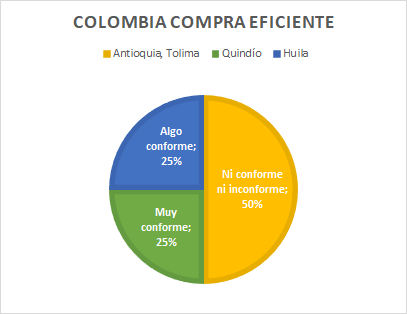 COLOMBIA COMPRA EFICIENTE
Antioquia, Tolima Quindío Huila
Algo
conforme;
25%
Ni conforme
ni inconforme;
50%
Muy
conforme;
25%